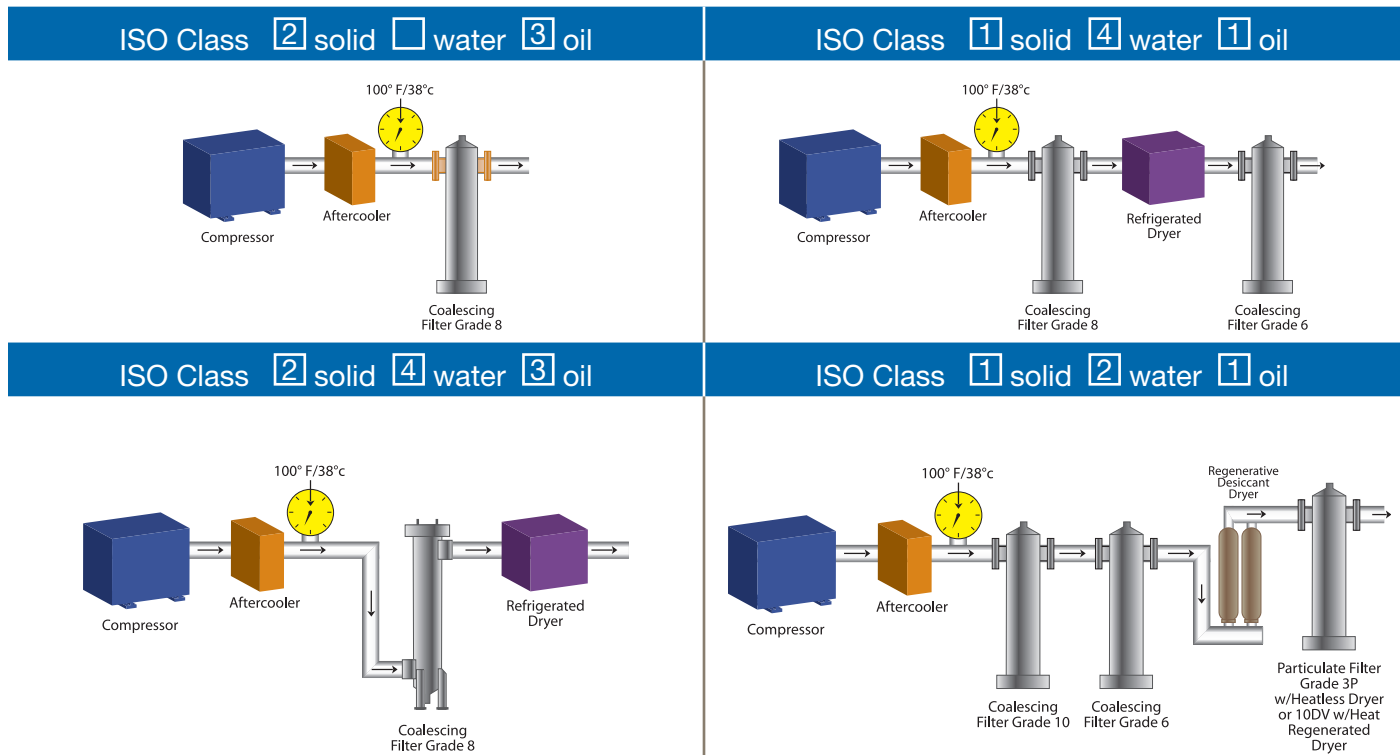 ISO Class 2 solid □ water 3 oil
100° F/38°c
Compressor
Aftercooler
Coalescing
Filter Grade 8
ISO Class 1 solid 4 water 1 oil
100° F/38°c
Compressor
Aftercooler
Coalescing
Filter Grade 8
Refrigerated
Dryer
Coalescing
Filter Grade 6
ISO Class 2 solid 4 water 3 oil
100° F/38°c
Compressor
Aftercooler
Coalescing
Filter Grade 8
Refrigerated
Dryer
ISO Class 1 solid 2 water 1 oil
100° F/38°c
Compressor
Aftercooler
Coalescing
Filter Grade 10
Coalescing
Filter Grade 6
Regenerative
Desiccant
Dryer
Particulate Filter
Grade 3P
w/Heatless Dryer
or 10DV w/Heat
Regenerated
Dryer